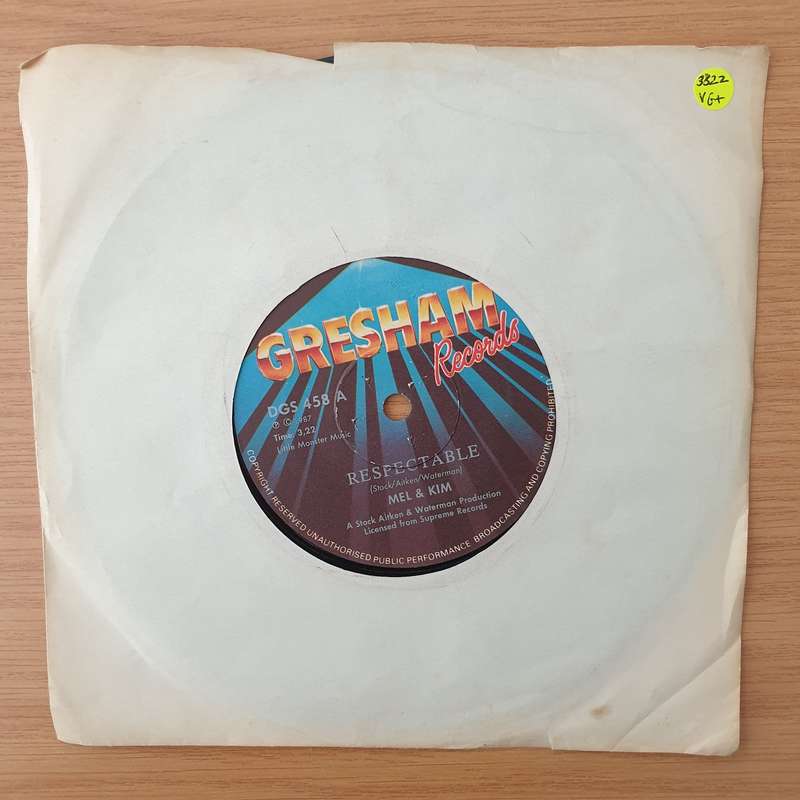 3322
VG+
GRESHAM
Records
DGS 458 A
℗ © 1987
Time: 3,22
Little Monster Music
RESPECTABLE
(Stock/Aitken/Waterman)
MEL & KIM
A Stock Aitken & Waterman Production
Licensed from Supreme Records
COPYRIGHT RESERVED UNAUTHORISED PUBLIC PERFORMANCE BROADCASTING AND COPYING PROHIBITED